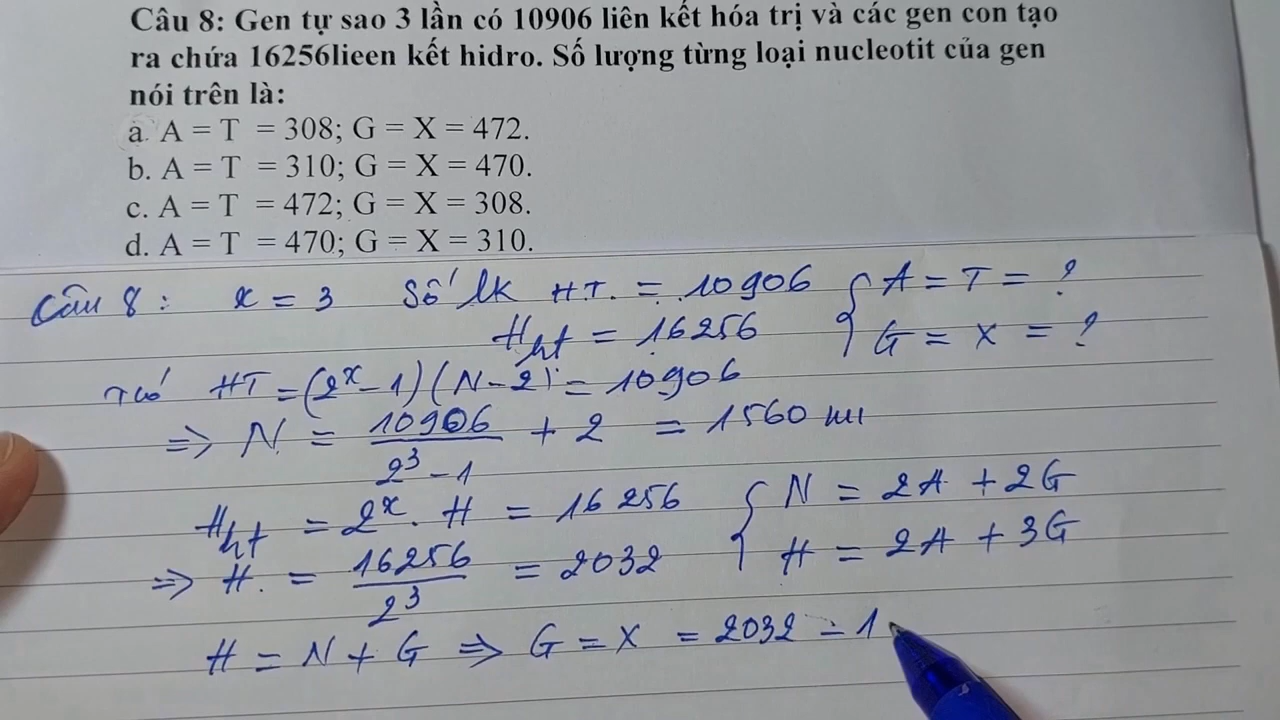 Câu 8: Gen tự sao 3 lần có 10906 liên kết hóa trị và các gen con tạo
ra chứa 16256lieen kết hidro. Số lượng từng loại nucleotit của gen
nói trên là:
a. A = T = 308; G = X = 472.
b. A = T = 310; G = X = 470.
c. A = T = 472; G = X = 308.
d. A = T = 470; G = X = 310.
Câu 8: x = 3 Số lk HT. = 10906 { A = T = ?
Hht = 16256 { G = X = ?
HT = (2^x - 1)(N - 2) = 10906
=> N = 10906 / (2^3 - 1) + 2 = 1560 nu
Hht = 2^x . H = 16256 { N = 2A + 2G
=> H = 16256 / 2^3 = 2032 { H = 2A + 3G
H = N + G => G = X = 2032 - 1